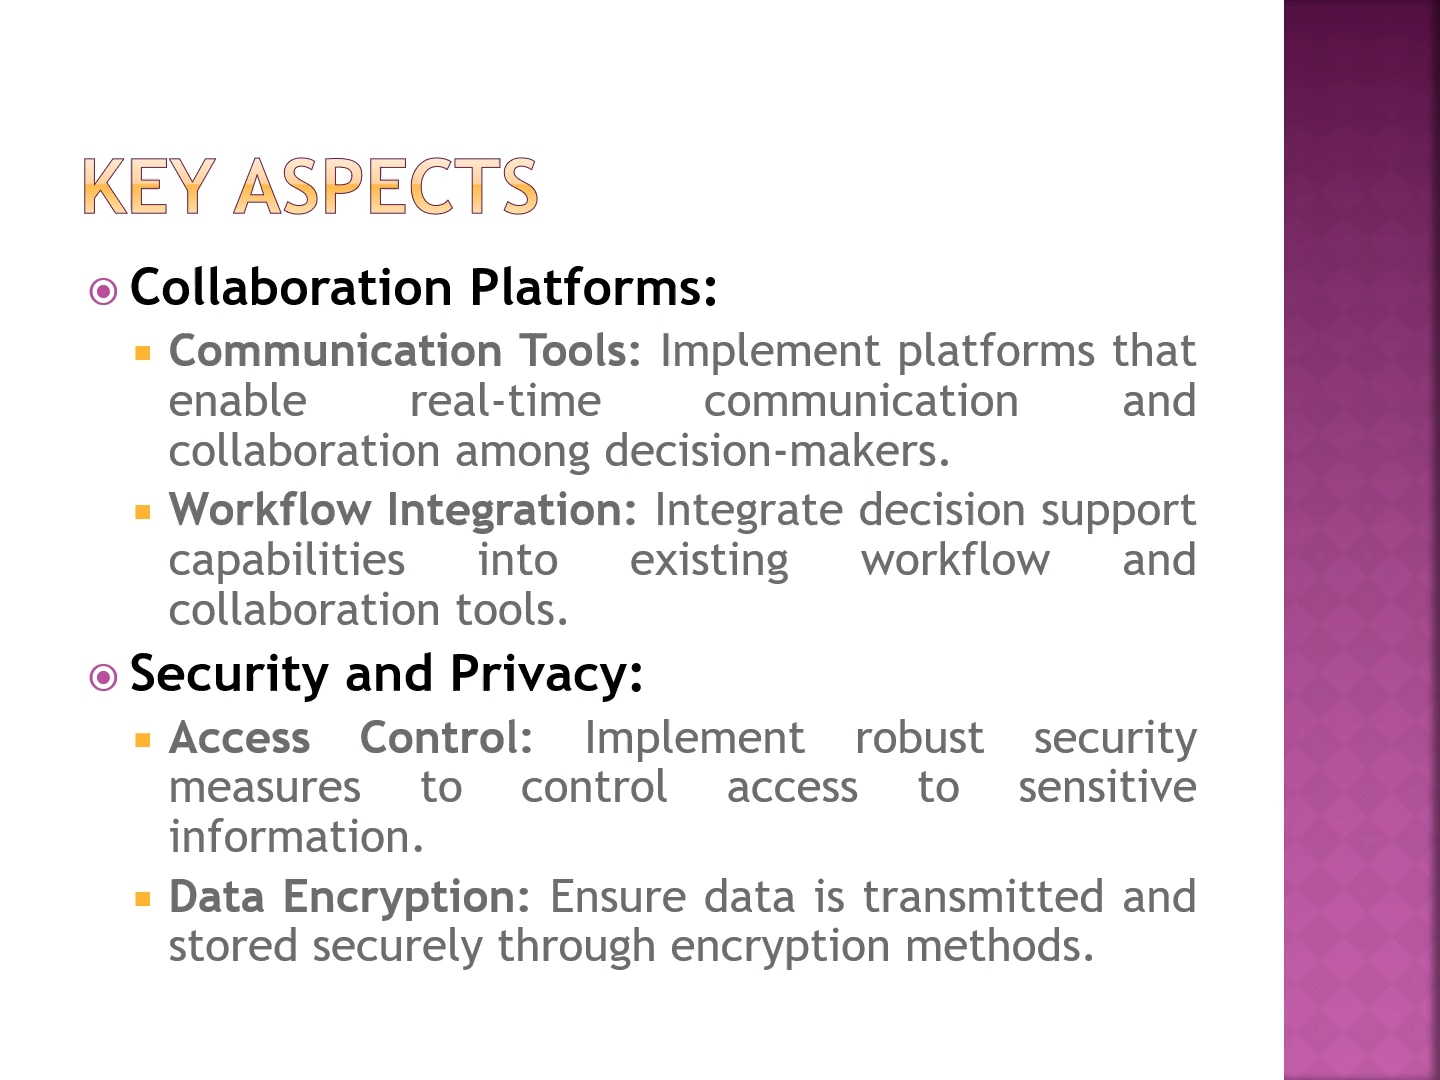 KEY ASPECTS
Collaboration Platforms:
Communication Tools: Implement platforms that
enable real-time communication and
collaboration among decision-makers.
Workflow Integration: Integrate decision support
capabilities into existing workflow and
collaboration tools.
Security and Privacy:
Access Control: Implement robust security
measures to control access to sensitive
information.
Data Encryption: Ensure data is transmitted and
stored securely through encryption methods.